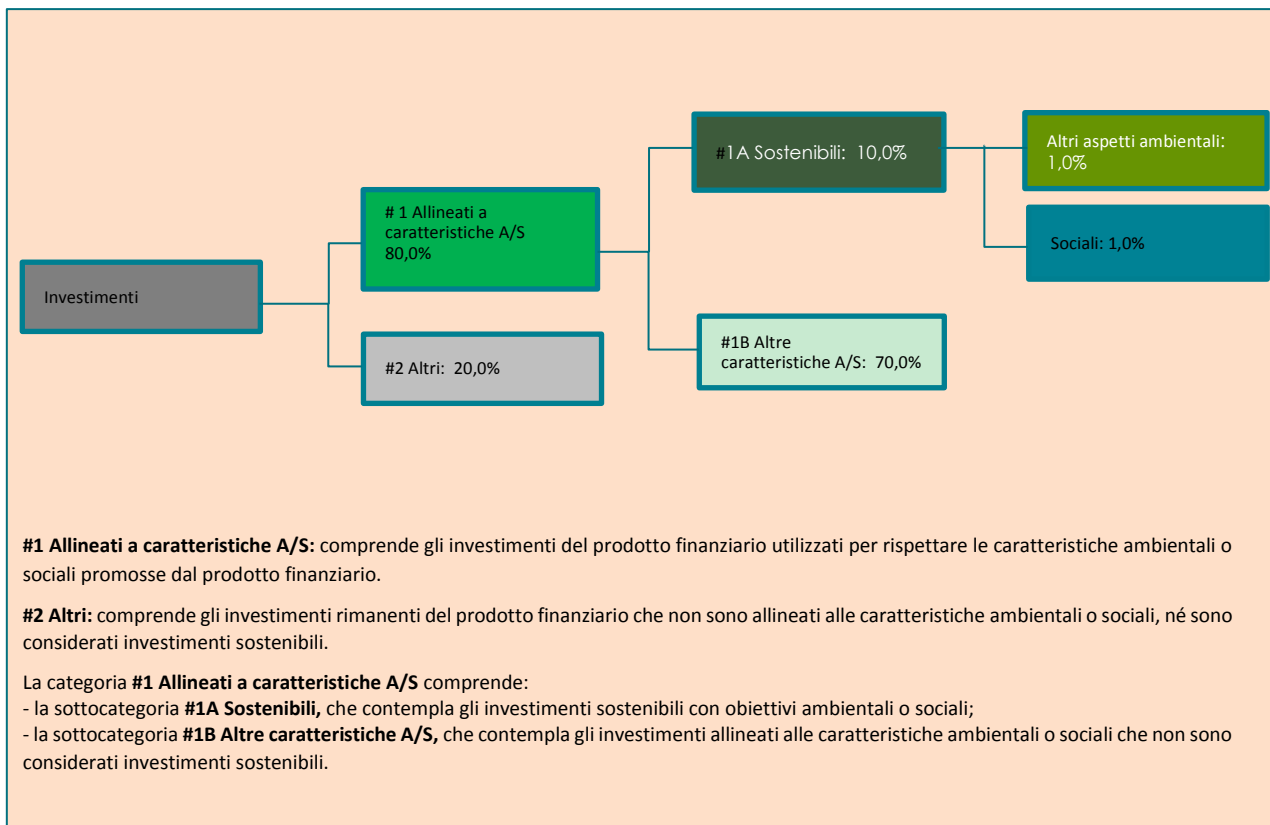 #1A Sostenibili: 10,0%
Altri aspetti ambientali:
1,0%
# 1 Allineati a
caratteristiche A/S
80,0%
Sociali: 1,0%
Investimenti
#2 Altri: 20,0%
#1B Altre
caratteristiche A/S: 70,0%
#1 Allineati a caratteristiche A/S: comprende gli investimenti del prodotto finanziario utilizzati per rispettare le caratteristiche ambientali o
sociali promosse dal prodotto finanziario.
#2 Altri: comprende gli investimenti rimanenti del prodotto finanziario che non sono allineati alle caratteristiche ambientali o sociali, né sono
considerati investimenti sostenibili.
La categoria #1 Allineati a caratteristiche A/S comprende:
- la sottocategoria #1A Sostenibili, che contempla gli investimenti sostenibili con obiettivi ambientali o sociali;
- la sottocategoria #1B Altre caratteristiche A/S, che contempla gli investimenti allineati alle caratteristiche ambientali o sociali che non sono
considerati investimenti sostenibili.